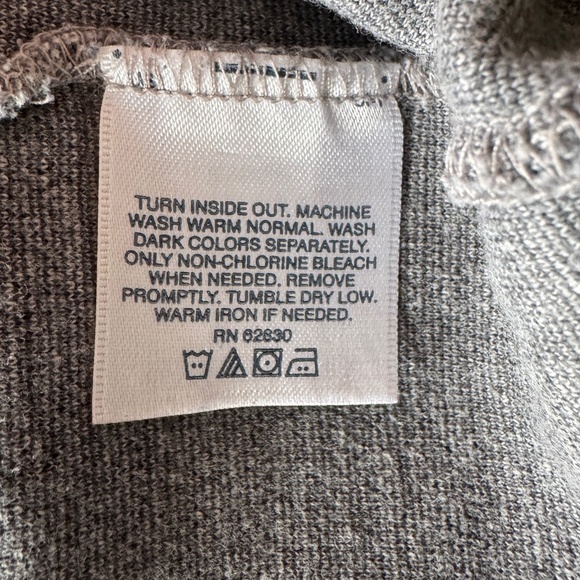 TURN INSIDE OUT. MACHINE
WASH WARM NORMAL. WASH
DARK COLORS SEPARATELY.
ONLY NON-CHLORINE BLEACH
WHEN NEEDED. REMOVE
PROMPTLY. TUMBLE DRY LOW.
WARM IRON IF NEEDED.
RN 62630